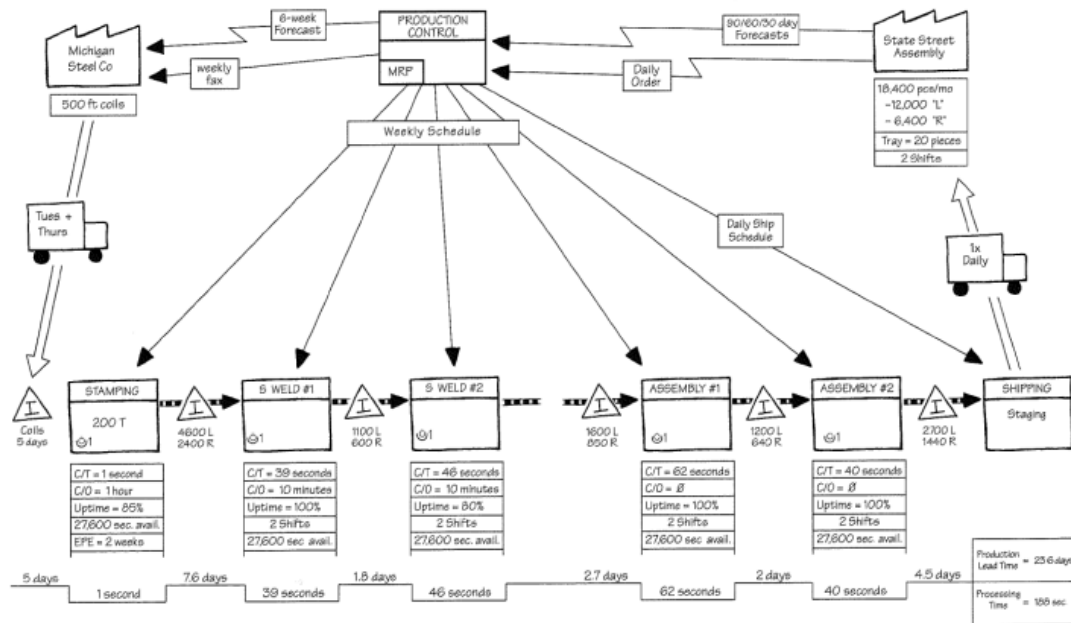 Michigan
Steel Co
500 ft coils
Tues +
Thurs
6-week
Forecast
weekly
fax
PRODUCTION
CONTROL
MRP
90/60/30 day
Forecasts
Daily
Order
State Street
Assembly
18,400 pcs/mo
-12,000 "L"
- 6,400 "R"
Tray = 20 pieces
2 Shifts
Weekly Schedule
Daily Ship
Schedule
1x
Daily
I
Coils
5 days
STAMPING
200 T
1
I
4600 L
2400 R
S WELD #1
1
I
1100 L
600 R
S WELD #2
1
I
1600 L
850 R
ASSEMBLY #1
1
I
1200 L
640 R
ASSEMBLY #2
1
I
2700 L
1440 R
SHIPPING
Staging
C/T = 1 second
C/O = 1 hour
Uptime = 85%
27,600 sec. avail.
EPE = 2 weeks
C/T = 39 seconds
C/O = 10 minutes
Uptime = 100%
2 Shifts
27,600 sec. avail.
C/T = 46 seconds
C/O = 10 minutes
Uptime = 80%
2 Shifts
27,600 sec. avail.
C/T = 62 seconds
C/O = Ø
Uptime = 100%
2 Shifts
27,600 sec. avail.
C/T = 40 seconds
C/O = Ø
Uptime = 100%
2 Shifts
27,600 sec. avail.
5 days
1 second
7.6 days
39 seconds
1.8 days
46 seconds
2.7 days
62 seconds
2 days
40 seconds
4.5 days
Production
Lead Time = 23.6 days
Processing
Time = 188 sec